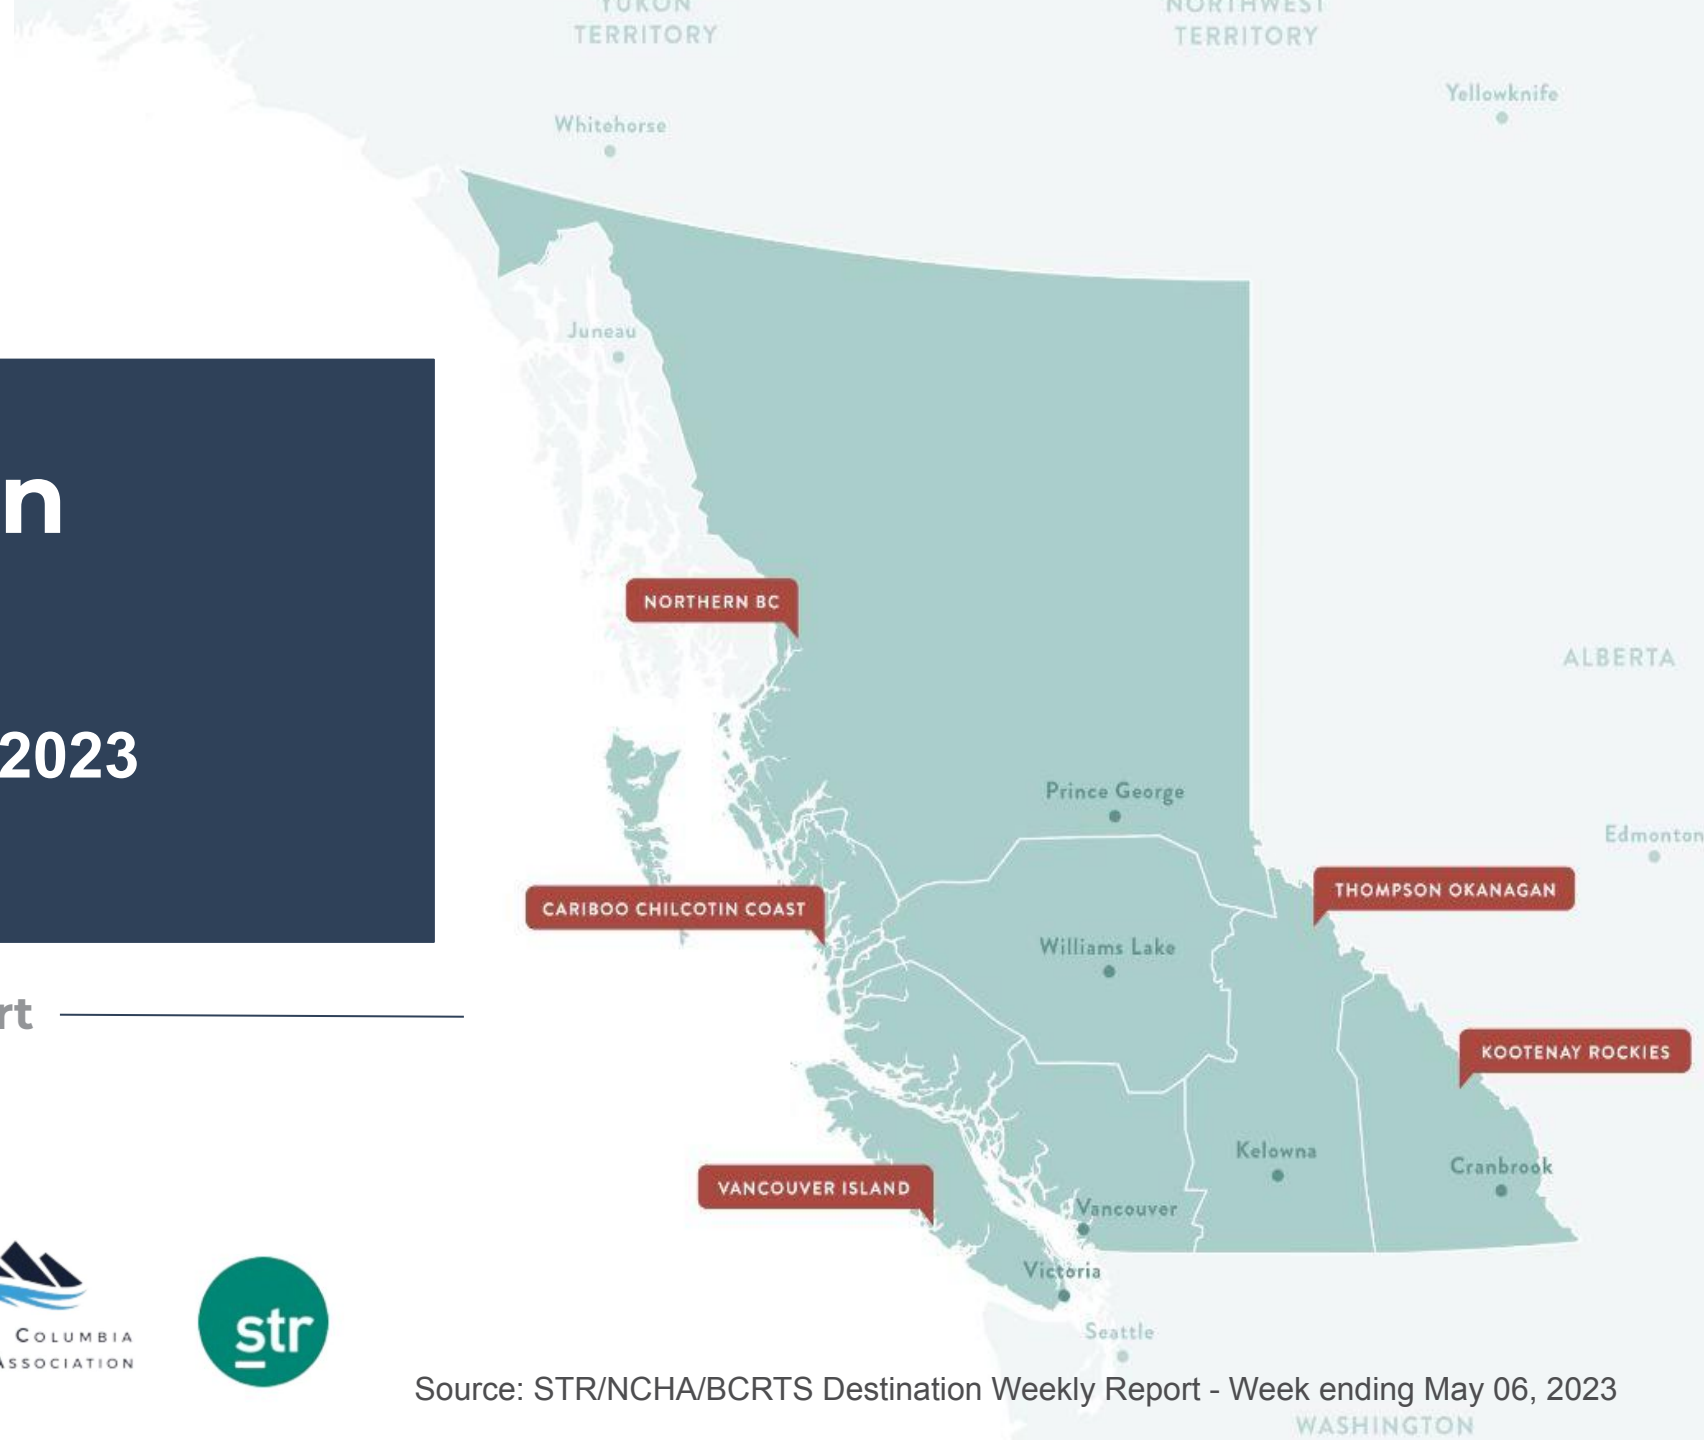 YUKON
TERRITORY
NORTHWEST
TERRITORY
Yellowknife
Whitehorse
Juneau
n
NORTHERN BC
ALBERTA
2023
Prince George
Edmonton
THOMPSON OKANAGAN
CARIBOO CHILCOTIN COAST
Williams Lake
rt
KOOTENAY ROCKIES
Kelowna
Cranbrook
VANCOUVER ISLAND
Vancouver
Victoria
COLUMBIA
ASSOCIATION
str
Seattle
Source: STR/NCHA/BCRTS Destination Weekly Report - Week ending May 06, 2023
WASHINGTON